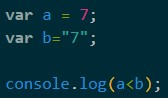 var a = 7;
var b="7";
console.log(a<b);